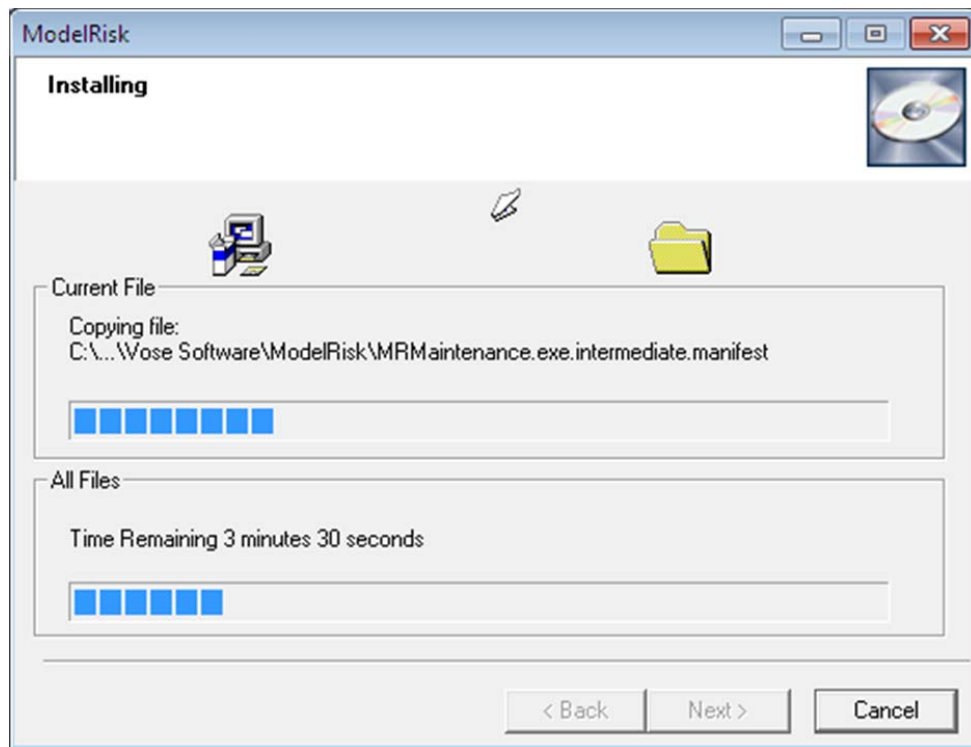 ModelRisk
Installing
Current File
Copying file:
C:\...\Vose Software\ModelRisk\MRMaintenance.exe.intermediate.manifest
All Files
Time Remaining 3 minutes 30 seconds
< Back
Next >
Cancel